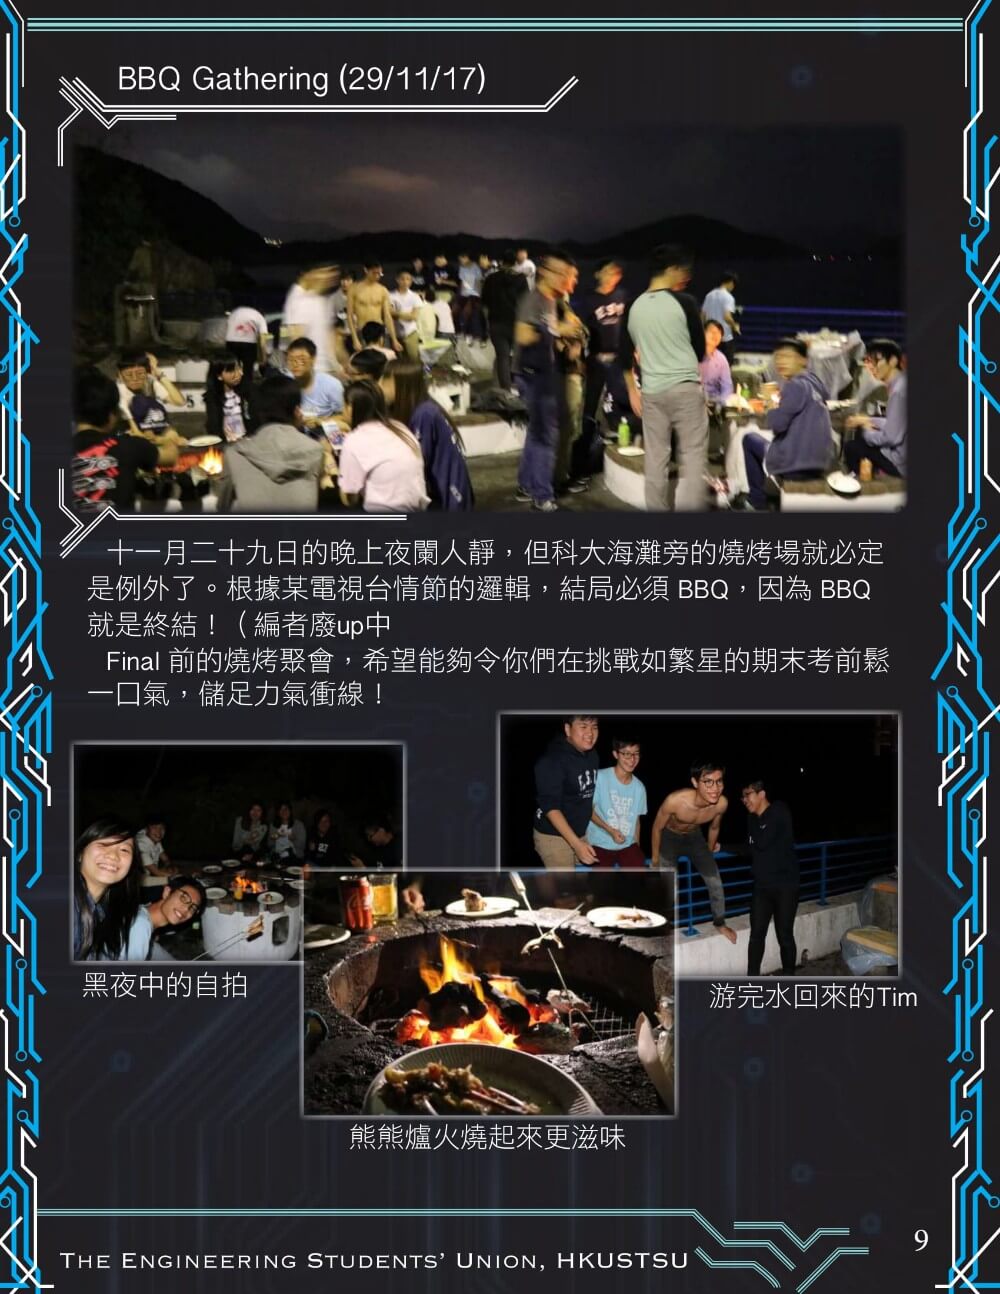 BBQ Gathering (29/11/17)
十一月二十九日的晚上夜闌人靜，但科大海灘旁的燒烤場就必定
是例外了。根據某電視台情節的邏輯，結局必須 BBQ，因為 BBQ
就是終結！（編者廢up中
Final 前的燒烤聚會，希望能夠令你們在挑戰如繁星的期末考前鬆
一口氣，儲足力氣衝線！
黑夜中的自拍
游完水回來的Tim
熊熊爐火燒起來更滋味
THE ENGINEERING STUDENTS' UNION, HKUSTSU
9